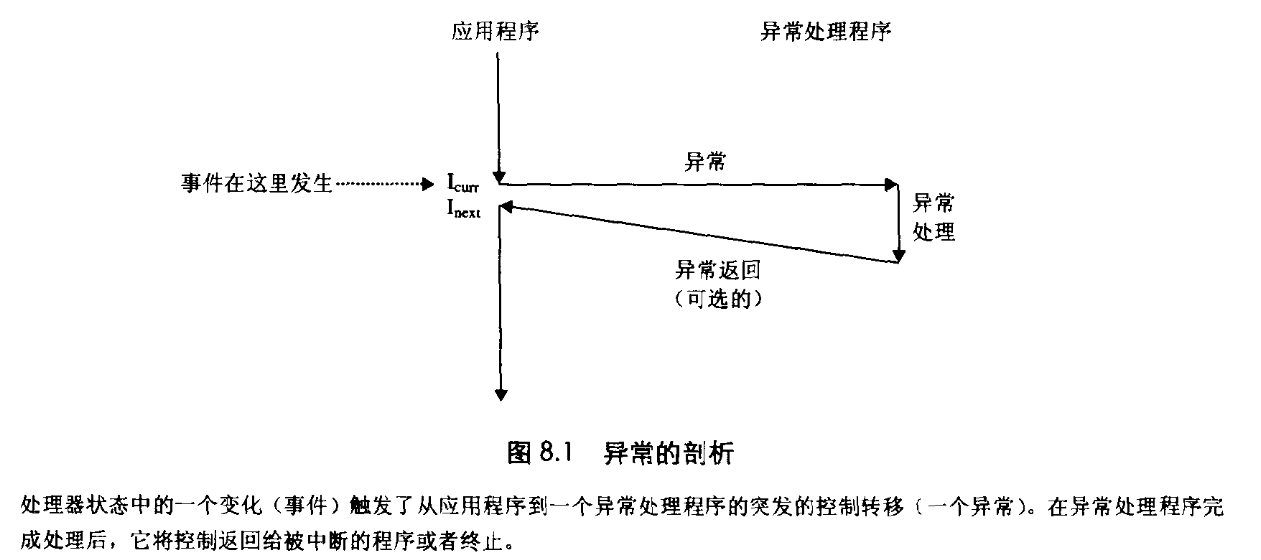 应用程序 异常处理程序
异常
事件在这里发生 Icurr
Inext
异常
处理
异常返回
（可选的）
图 8.1 异常的剖析
处理器状态中的一个变化（事件）触发了从应用程序到一个异常处理程序的突发的控制转移（一个异常）。在异常处理程序完
成处理后，它将控制返回给被中断的程序或者终止。